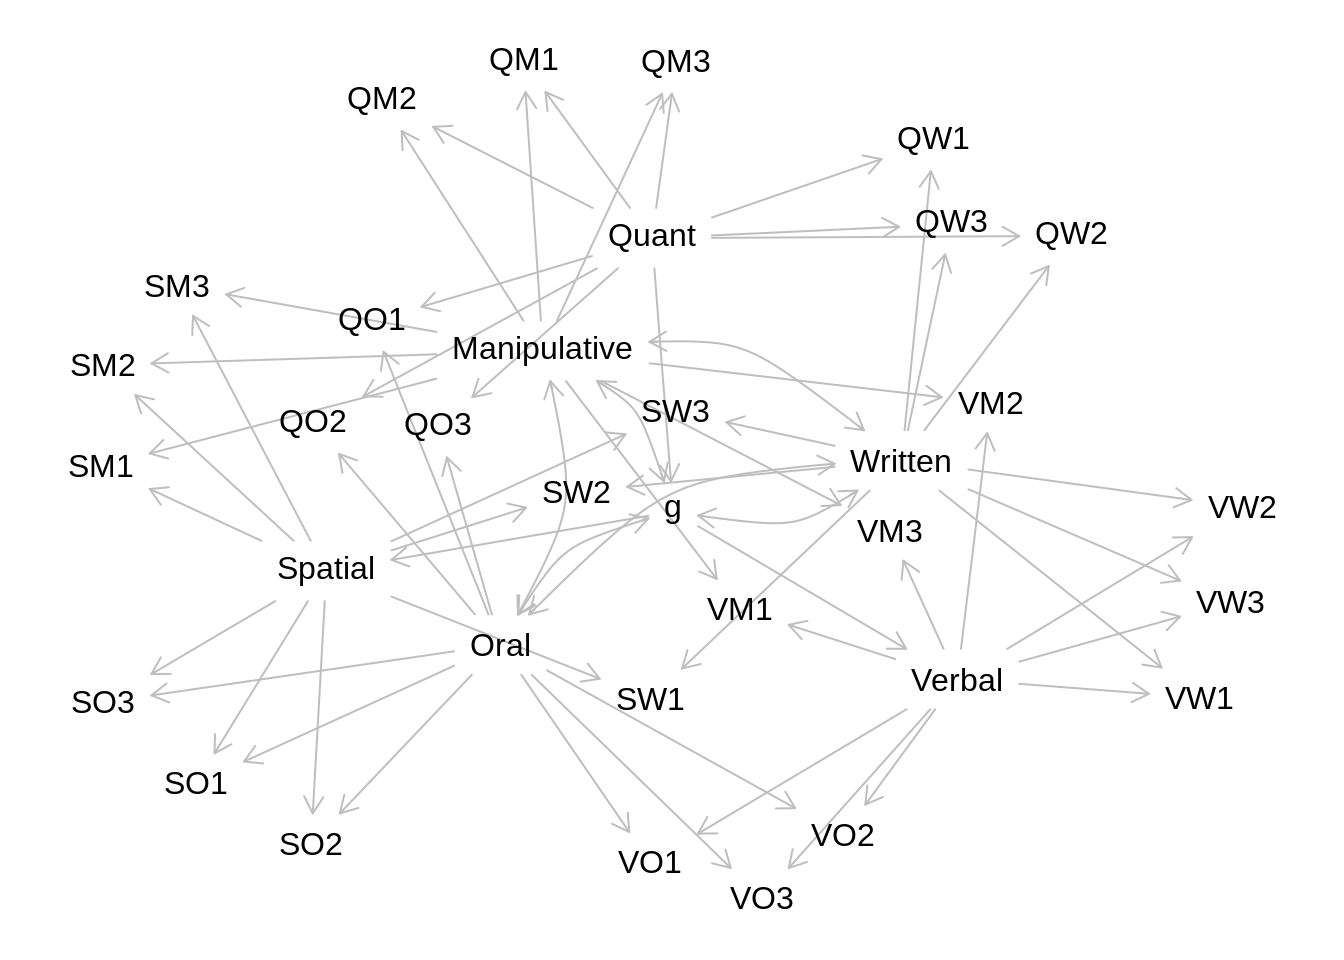 QM1
QM3
QM2
QW1
QW3
QW2
Quant
SM3
QO1
Manipulative
SM2
VM2
SW3
QO2
QO3
Written
SM1
SW2
g
VW2
VM3
Spatial
VW3
VM1
Oral
Verbal
SW1
VW1
SO3
SO1
VO2
SO2
VO1
VO3